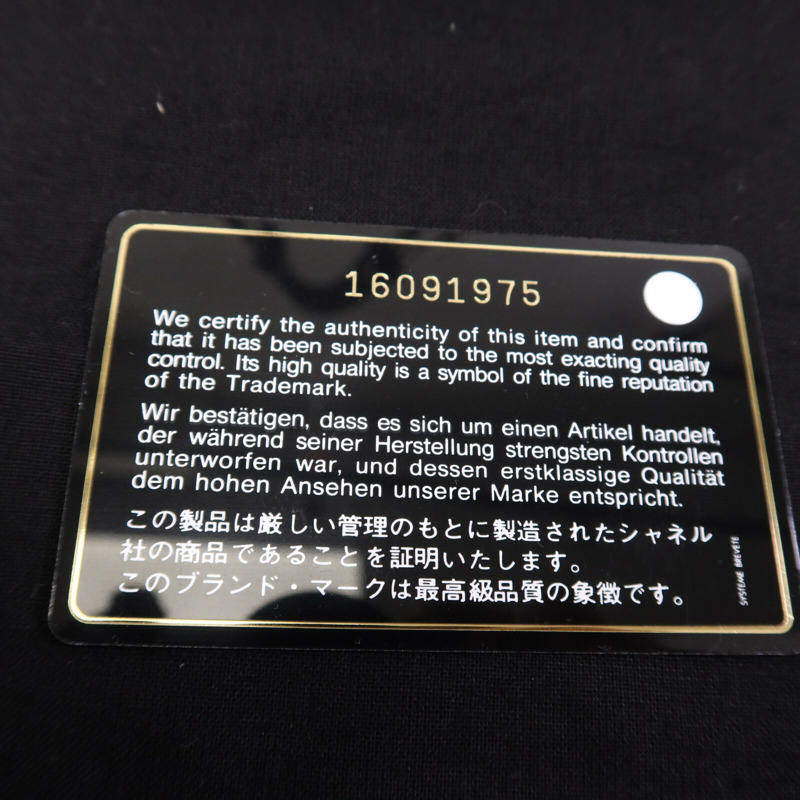 16091975
We certify the authenticity of this item and confirm
that it has been subjected to the most exacting quality
control. Its high quality is a symbol of the fine reputation
of the Trademark.
Wir bestätigen, dass es sich um einen Artikel handelt,
der während seiner Herstellung strengsten Kontrollen
unterworfen war, und dessen erstklassige Qualität
dem hohen Ansehen unserer Marke entspricht.
この製品は厳しい管理のもとに製造されたシャネル
社の商品であることを証明いたします。
このブランド・マークは最高級品質の象徴です。
SYSTEME BREVETE